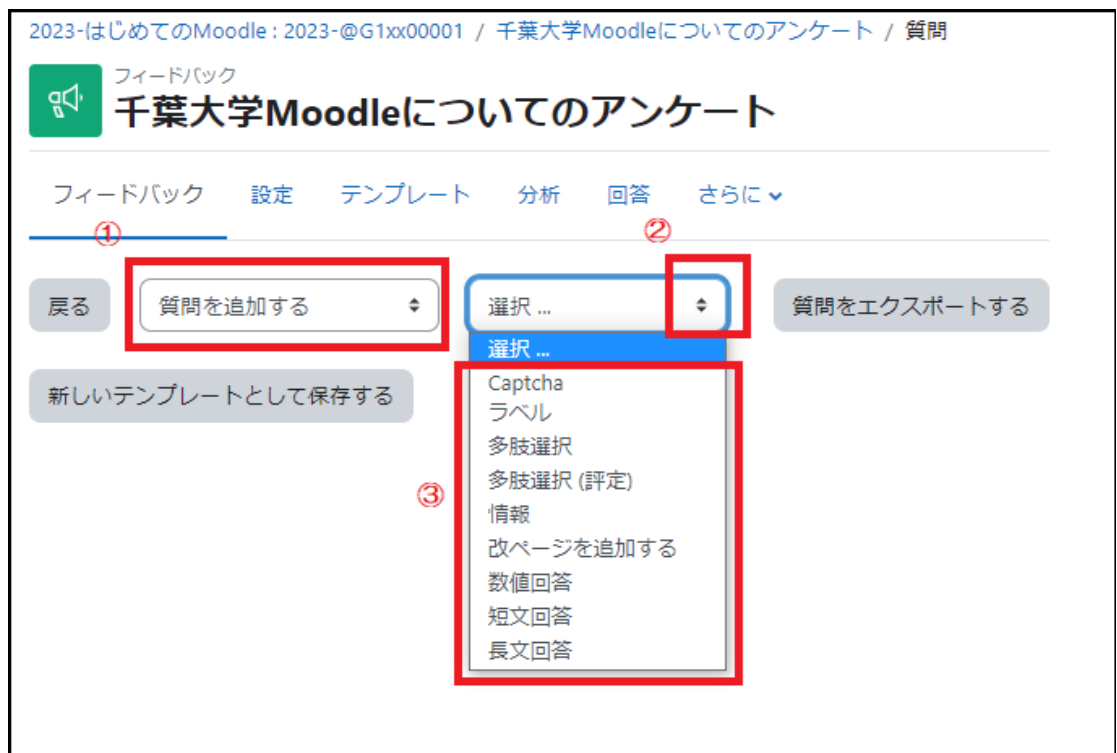 2023-はじめてのMoodle : 2023-@G1xx00001 / 千葉大学Moodleについてのアンケート / 質問
フィードバック
千葉大学Moodleについてのアンケート
フィードバック 設定 テンプレート 分析 回答 さらに
① ②
戻る 質問を追加する 選択 ... 質問をエクスポートする
選択 ...
新しいテンプレートとして保存する
Captcha
ラベル
多肢選択
多肢選択 (評定)
③
情報
改ページを追加する
数値回答
短文回答
長文回答